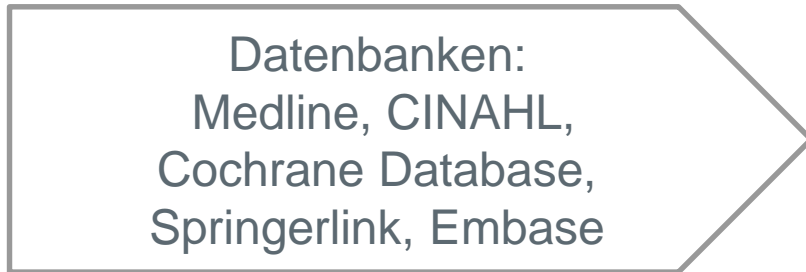 Datenbanken:
Medline, CINAHL,
Cochrane Database,
Springerlink, Embase